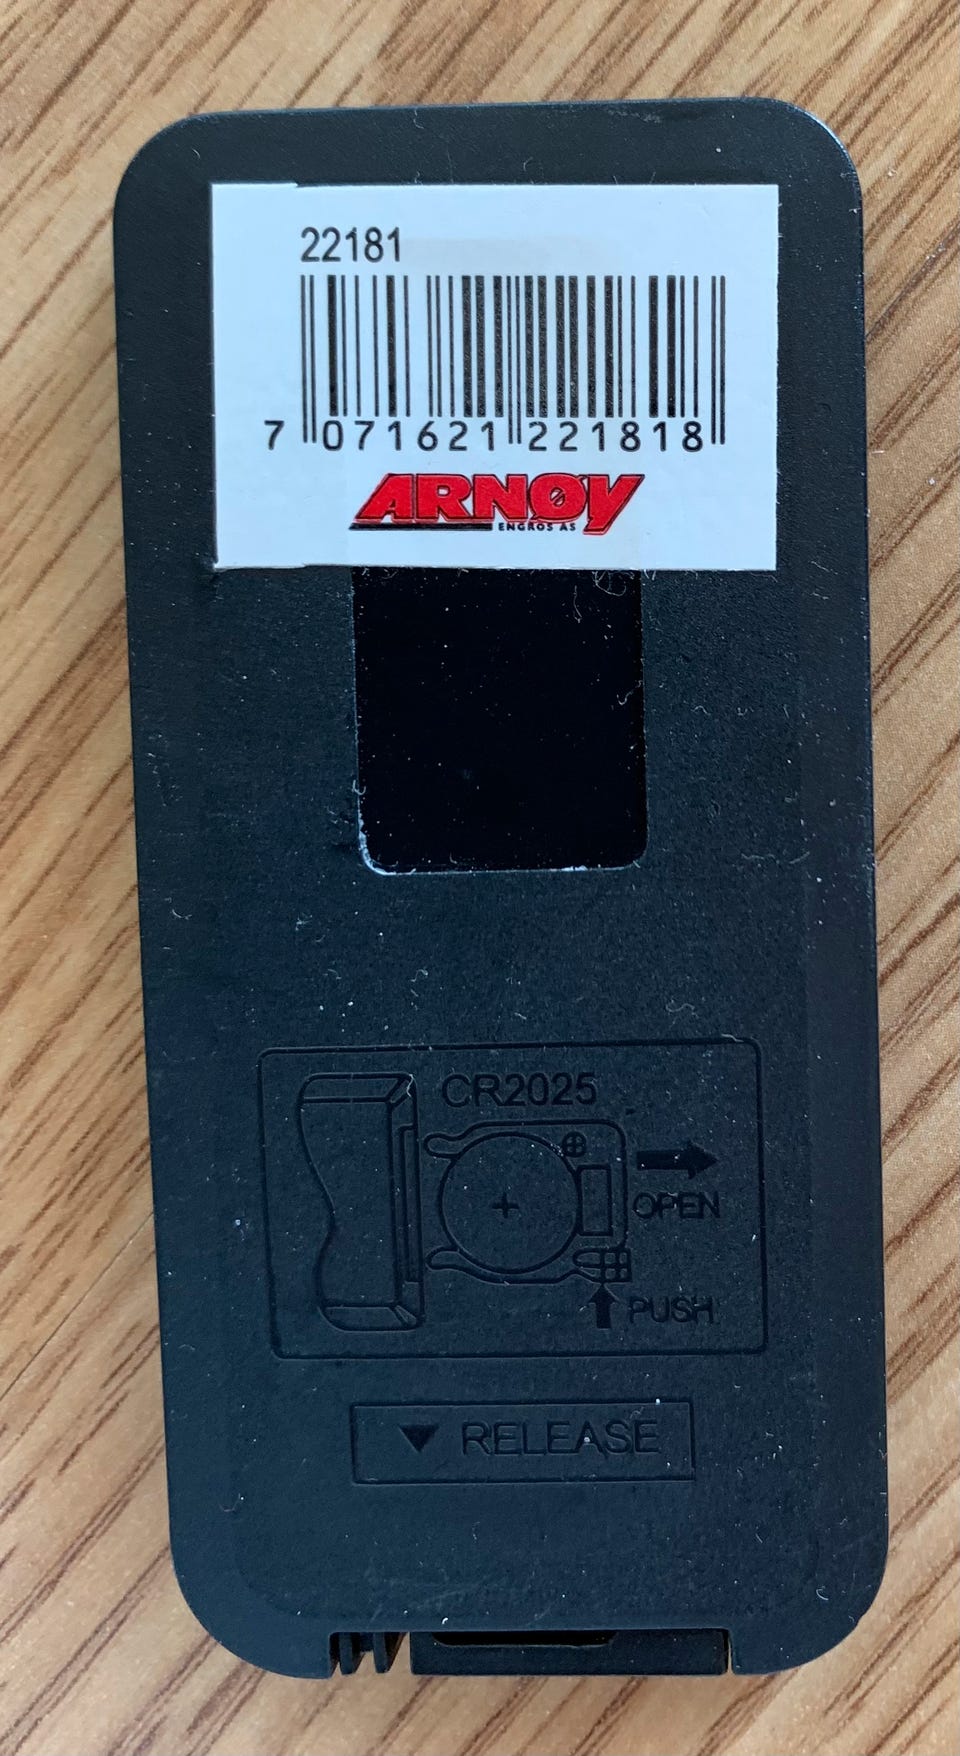 22181
7 071621 221818
ARNØY
ENGROS AS
CR2025
OPEN
PUSH
RELEASE